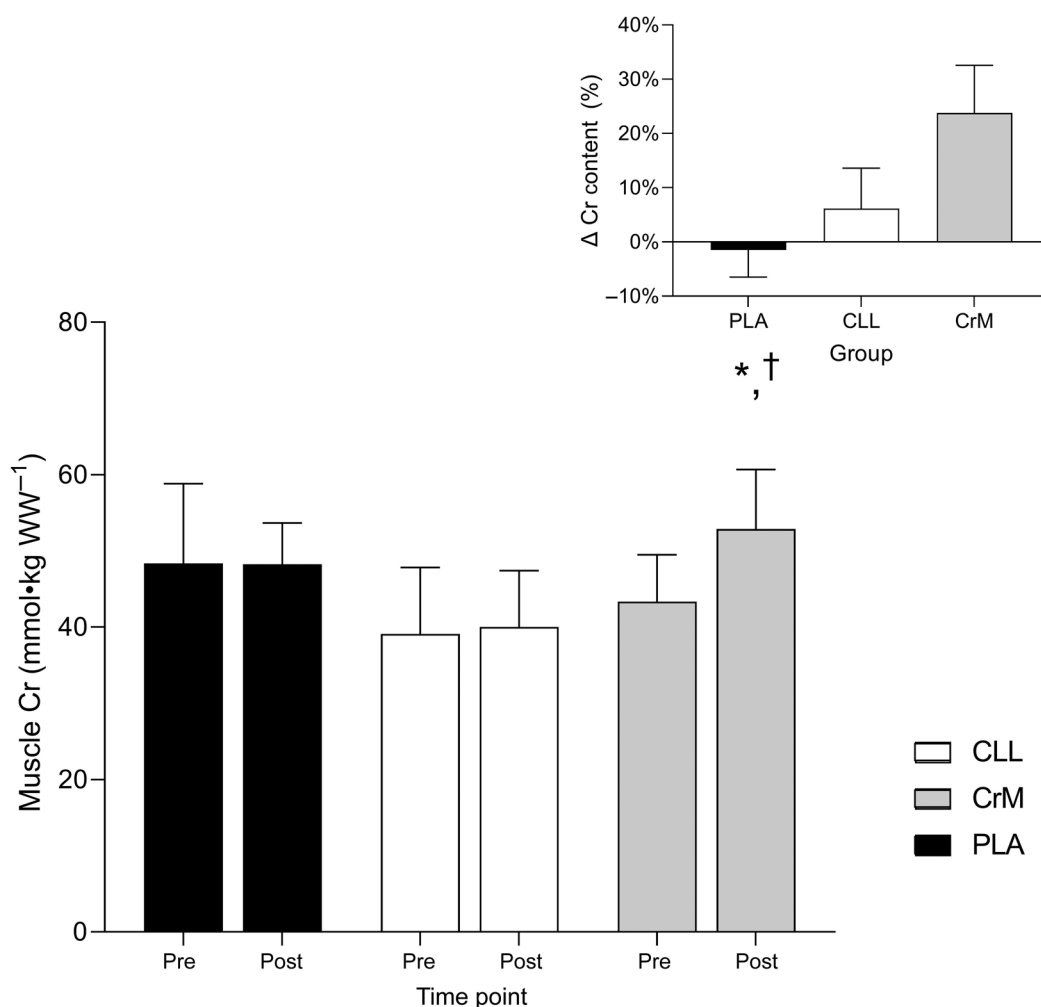 40%
30%
20%
10%
0%
–10%
Δ Cr content (%)
PLA CLL CrM
Group
*,†
80
60
40
20
0
Muscle Cr (mmol•kg WW⁻¹)
Pre Post Pre Post Pre Post
Time point
CLL
CrM
PLA